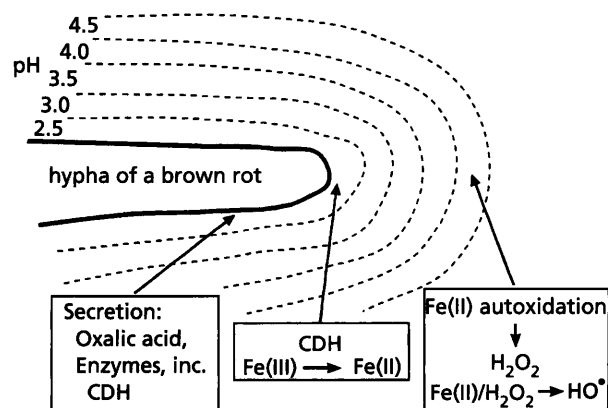 4.5
4.0
pH
3.5
3.0
2.5
hypha of a brown rot
Secretion:
Oxalic acid,
Enzymes, inc.
CDH
CDH
Fe(III) → Fe(II)
Fe(II) autoxidation
↓
H₂O₂
Fe(II)/H₂O₂ → HO•